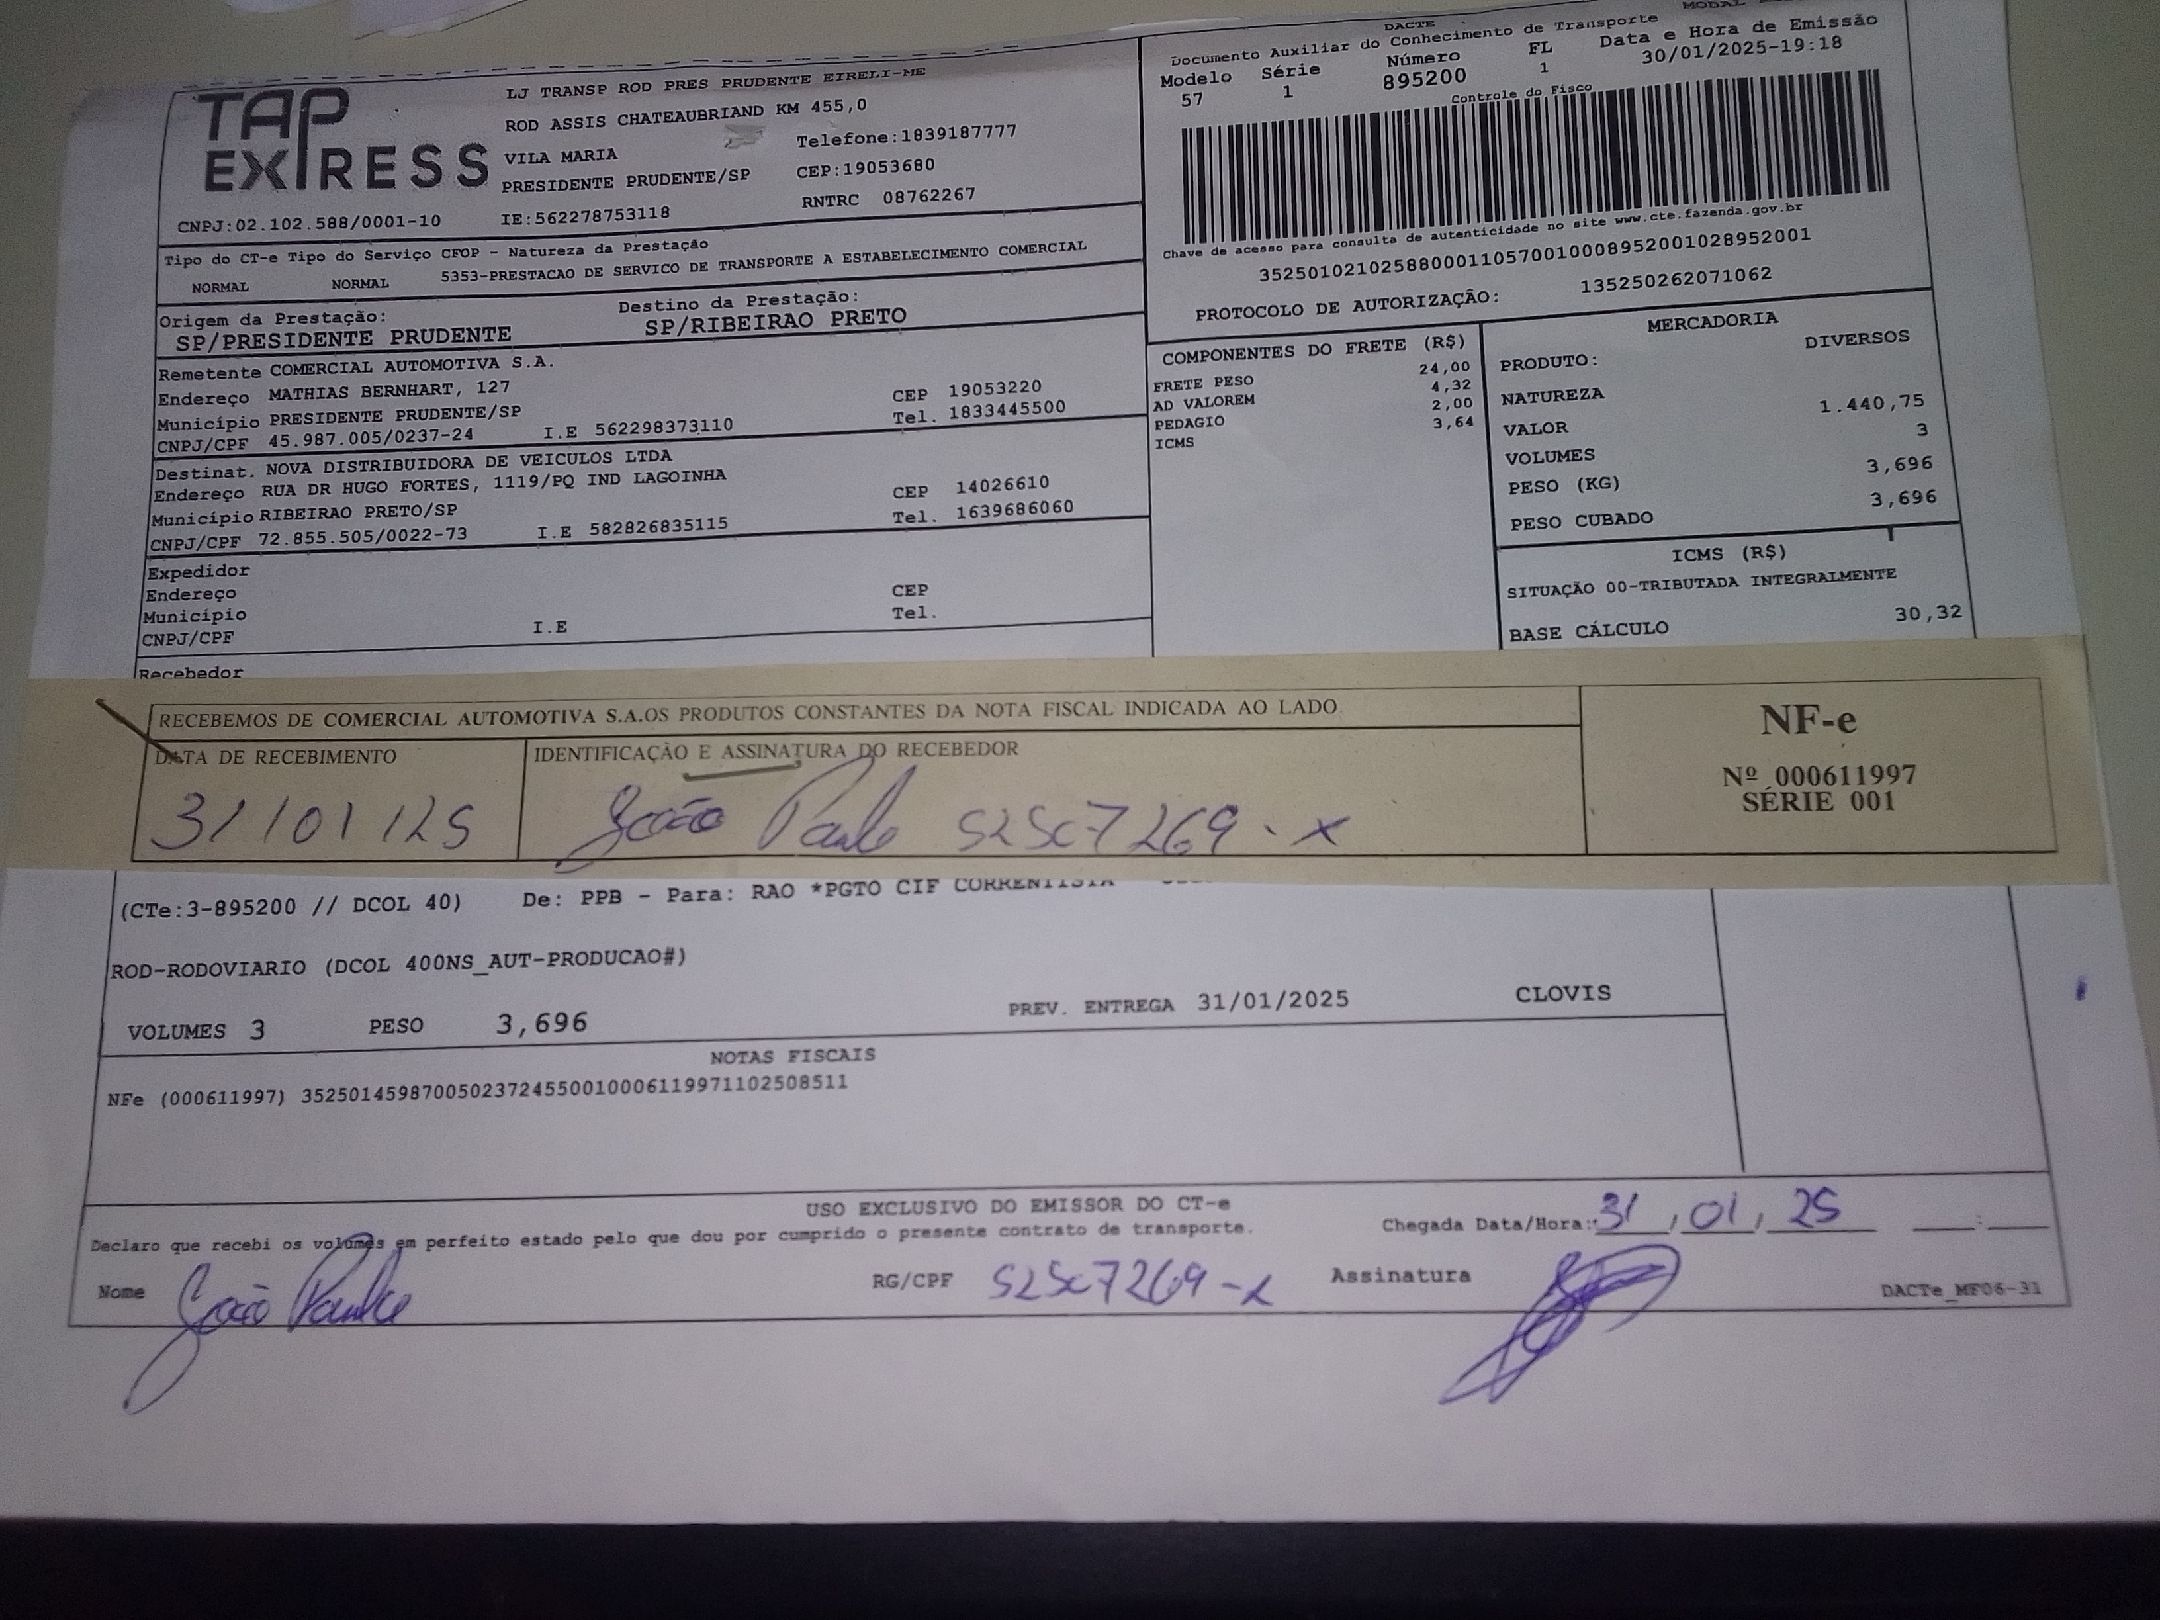 TAP EXPRESS
LJ TRANSP ROD PRES PRUDENTE EIRELI-ME
ROD ASSIS CHATEAUBRIAND KM 455,0
VILA MARIA Telefone:1839187777
PRESIDENTE PRUDENTE/SP CEP:19053680
CNPJ:02.102.588/0001-10 IE:562278753118 RNTRC 08762267
DACTE
Documento Auxiliar do Conhecimento de Transporte
Modelo Série Número FL Data e Hora de Emissão
57 1 895200 1 30/01/2025-19:18
Controle do Fisco
Chave de acesso para consulta de autenticidade no site www.cte.fazenda.gov.br
35250102102588000110570010008952001028952001
PROTOCOLO DE AUTORIZAÇÃO: 135250262071062
Tipo do CT-e Tipo do Serviço CFOP - Natureza da Prestação
NORMAL NORMAL 5353-PRESTACAO DE SERVICO DE TRANSPORTE A ESTABELECIMENTO COMERCIAL
Origem da Prestação: Destino da Prestação:
SP/PRESIDENTE PRUDENTE SP/RIBEIRAO PRETO
Remetente COMERCIAL AUTOMOTIVA S.A.
Endereço MATHIAS BERNHART, 127 CEP 19053220
Município PRESIDENTE PRUDENTE/SP Tel. 1833445500
CNPJ/CPF 45.987.005/0237-24 I.E 562298373110
Destinat. NOVA DISTRIBUIDORA DE VEICULOS LTDA
Endereço RUA DR HUGO FORTES, 1119/PQ IND LAGOINHA CEP 14026610
Município RIBEIRAO PRETO/SP Tel. 1639686060
CNPJ/CPF 72.855.505/0022-73 I.E 582826835115
Expedidor
Endereço CEP
Município Tel.
CNPJ/CPF I.E
Recebedor
COMPONENTES DO FRETE (R$)
FRETE PESO 24,00
AD VALOREM 4,32
PEDAGIO 2,00
ICMS 3,64
MERCADORIA
PRODUTO: DIVERSOS
NATUREZA
VALOR 1.440,75
VOLUMES 3
PESO (KG) 3,696
PESO CUBADO 3,696
ICMS (R$)
SITUAÇÃO 00-TRIBUTADA INTEGRALMENTE
BASE CÁLCULO 30,32
RECEBEMOS DE COMERCIAL AUTOMOTIVA S.A.OS PRODUTOS CONSTANTES DA NOTA FISCAL INDICADA AO LADO.
DATA DE RECEBIMENTO IDENTIFICAÇÃO E ASSINATURA DO RECEBEDOR
31/01/25 João Paulo
NF-e
Nº 000611997
SÉRIE 001
(CTe:3-895200 // DCOL 40) De: PPB - Para: RAO *PGTO CIF CORRENTISTA
ROD-RODOVIARIO (DCOL 400NS_AUT-PRODUCAO#)
VOLUMES 3 PESO 3,696 PREV. ENTREGA 31/01/2025 CLOVIS
NOTAS FISCAIS
NFe (000611997) 35250145987005023724550010006119971102508511
USO EXCLUSIVO DO EMISSOR DO CT-e
Declaro que recebi os volumes em perfeito estado pelo que dou por cumprido o presente contrato de transporte.
Chegada Data/Hora: 31/01/25 :
Nome João Paulo RG/CPF Assinatura
DACTe_MF06-31